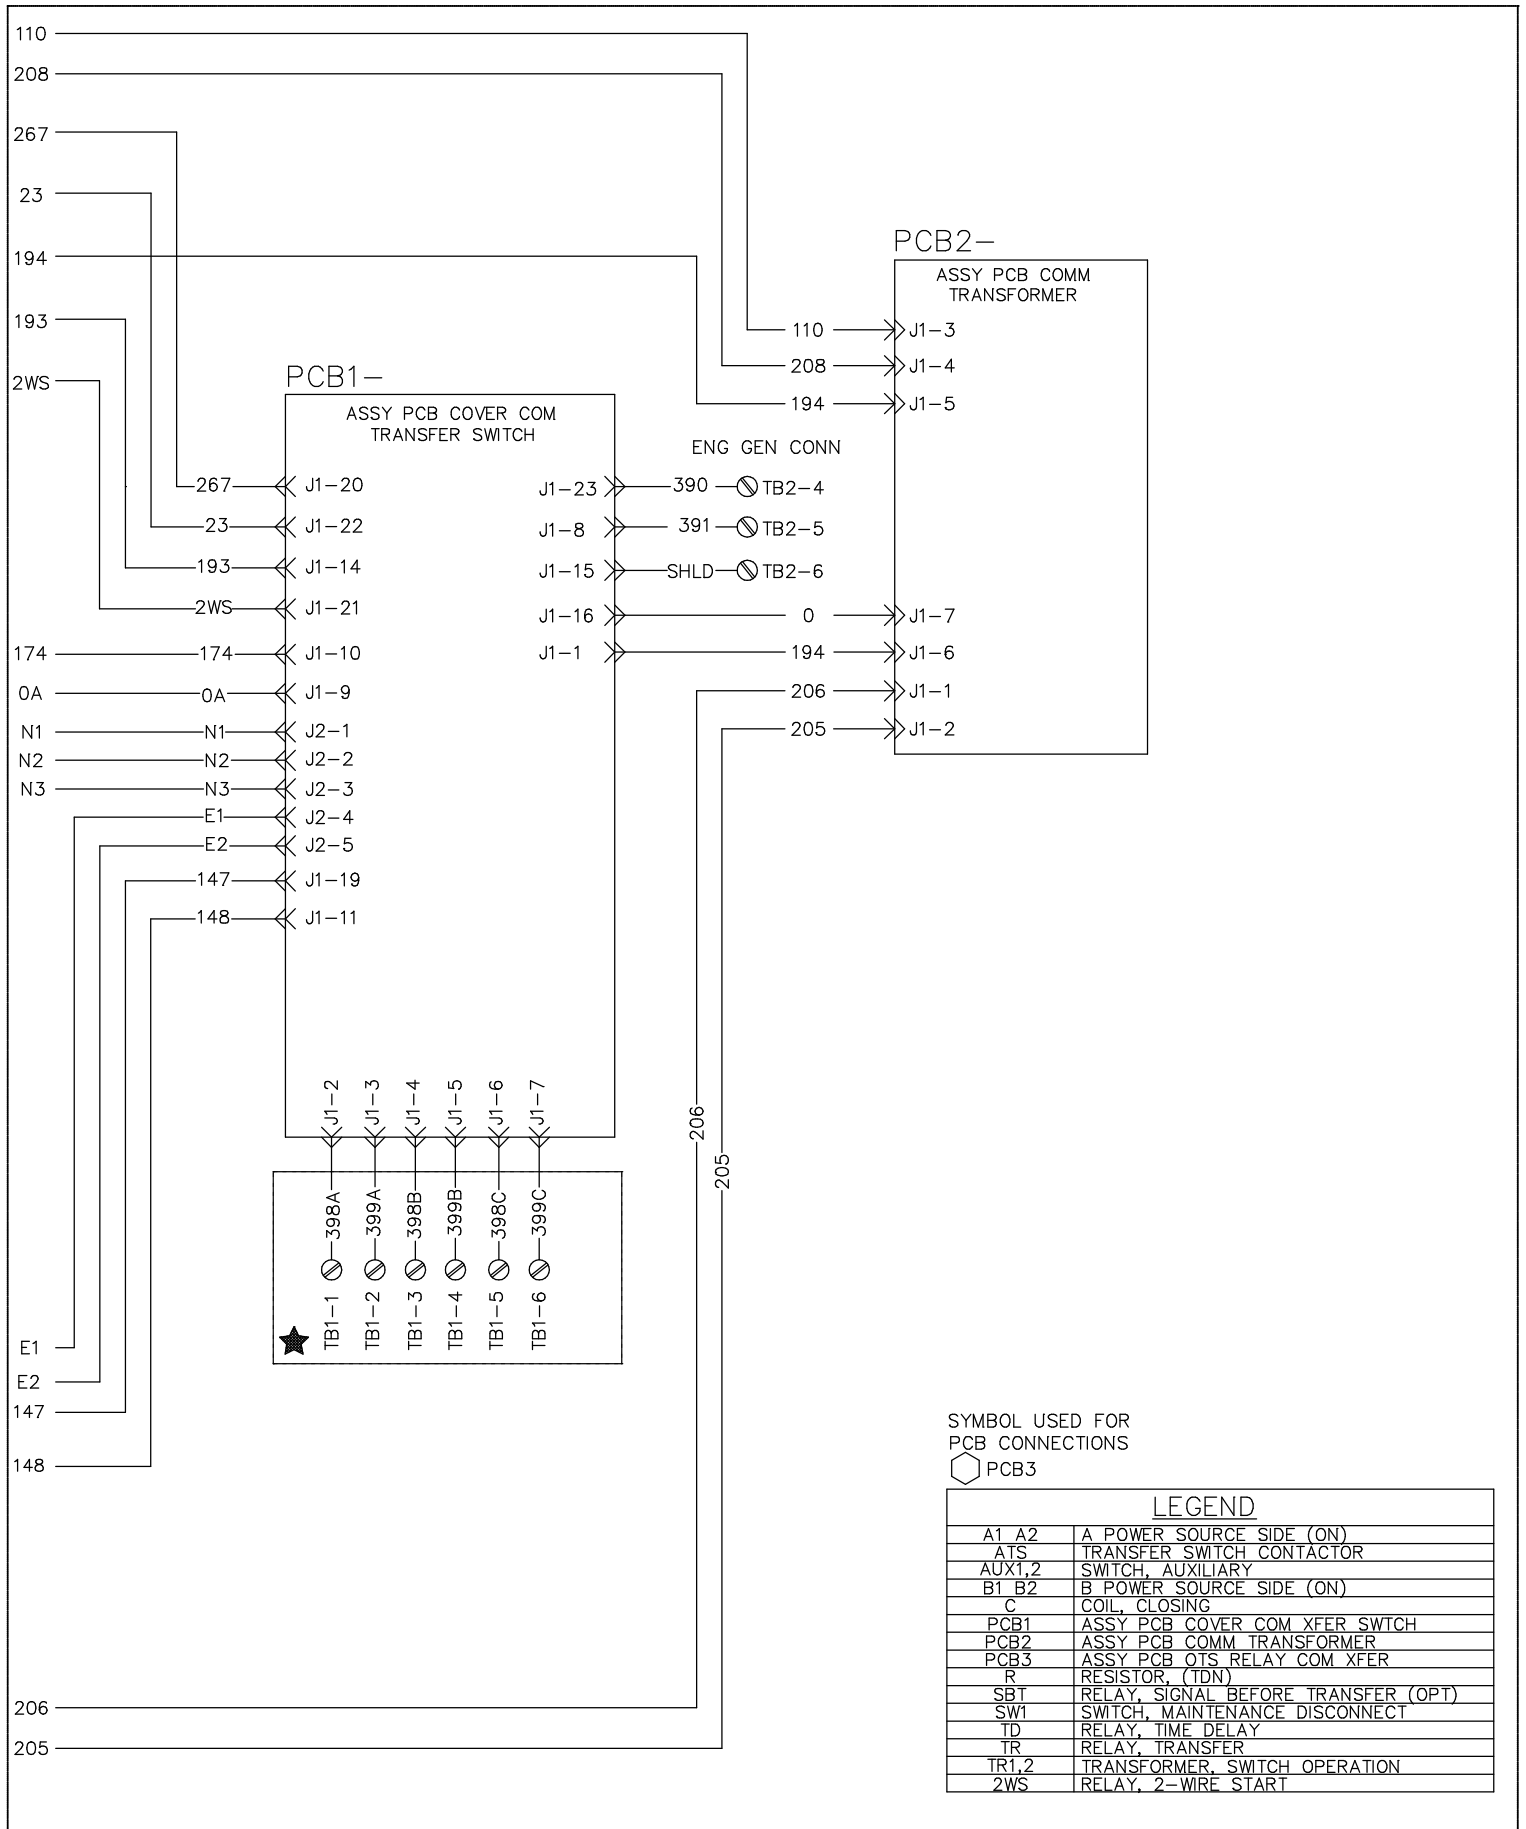 110
208
267
23
194
193
2WS
PCB2-
ASSY PCB COMM
TRANSFORMER
110
J1-3
208
J1-4
194
J1-5
PCB1-
ASSY PCB COVER COM
TRANSFER SWITCH
ENG GEN CONN
267
J1-20
J1-23
390
TB2-4
23
J1-22
J1-8
391
TB2-5
193
J1-14
J1-15
SHLD
TB2-6
2WS
J1-21
J1-16
0
J1-7
174
174
J1-10
J1-1
194
J1-6
0A
0A
J1-9
206
J1-1
N1
N1
J2-1
205
J1-2
N2
N2
J2-2
N3
N3
J2-3
E1
J2-4
E2
J2-5
147
J1-19
148
J1-11
J1-2
J1-3
J1-4
J1-5
J1-6
J1-7
206
205
398A
399A
398B
399B
398C
399C
TB1-1
TB1-2
TB1-3
TB1-4
TB1-5
TB1-6
E1
E2
147
148
206
205
SYMBOL USED FOR
PCB CONNECTIONS
PCB3
LEGEND
A1 A2 A POWER SOURCE SIDE (ON)
ATS TRANSFER SWITCH CONTACTOR
AUX1,2 SWITCH, AUXILIARY
B1 B2 B POWER SOURCE SIDE (ON)
C COIL, CLOSING
PCB1 ASSY PCB COVER COM XFER SWTCH
PCB2 ASSY PCB COMM TRANSFORMER
PCB3 ASSY PCB OTS RELAY COM XFER
R RESISTOR, (TDN)
SBT RELAY, SIGNAL BEFORE TRANSFER (OPT)
SW1 SWITCH, MAINTENANCE DISCONNECT
TD RELAY, TIME DELAY
TR RELAY, TRANSFER
TR1,2 TRANSFORMER, SWITCH OPERATION
2WS RELAY, 2-WIRE START